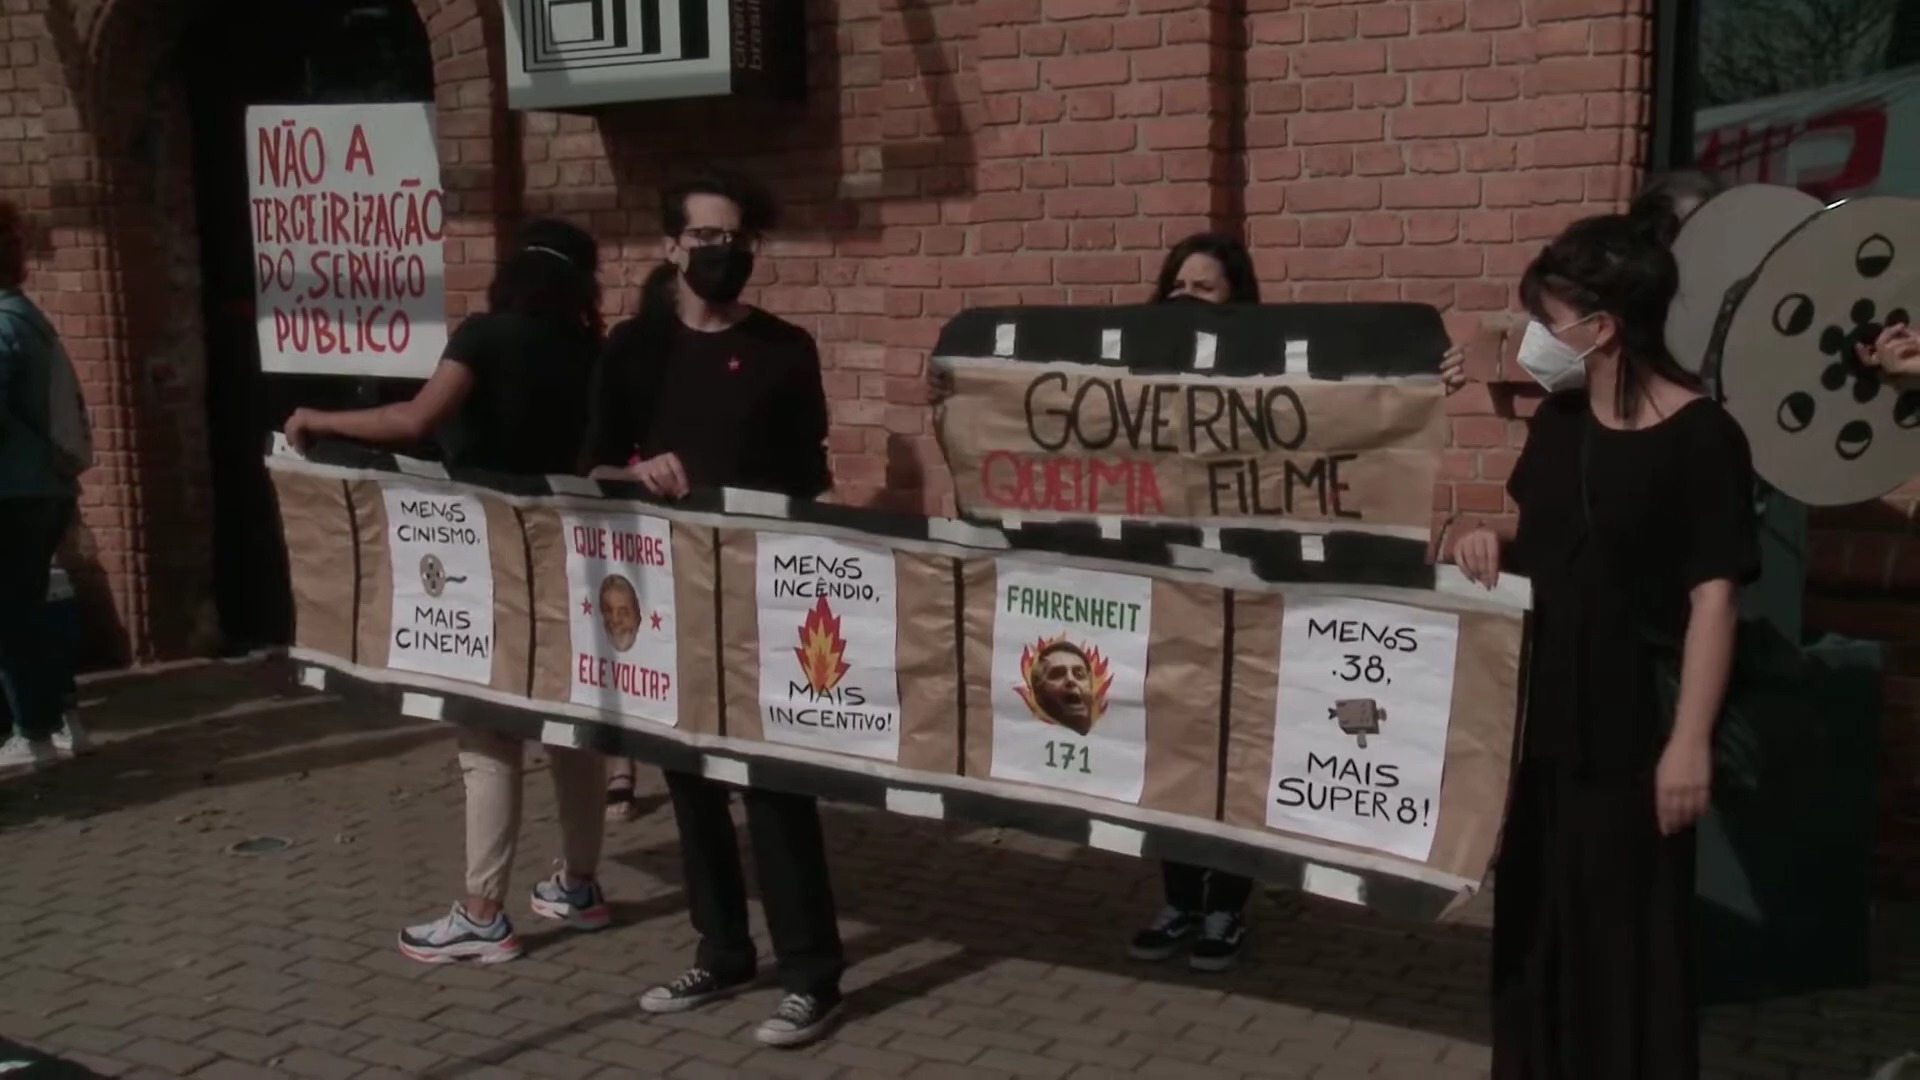 NÃO A
TERCEIRIZAÇÃO
DO SERVIÇO
PÚBLICO
GOVERNO
QUEIMA FILME
MENOS
CINISMO,
MAIS
CINEMA!
QUE HORAS
ELE VOLTA?
MENOS
INCÊNDIO,
MAIS
INCENTIVO!
FAHRENHEIT
171
MENOS
.38,
MAIS
SUPER 8!